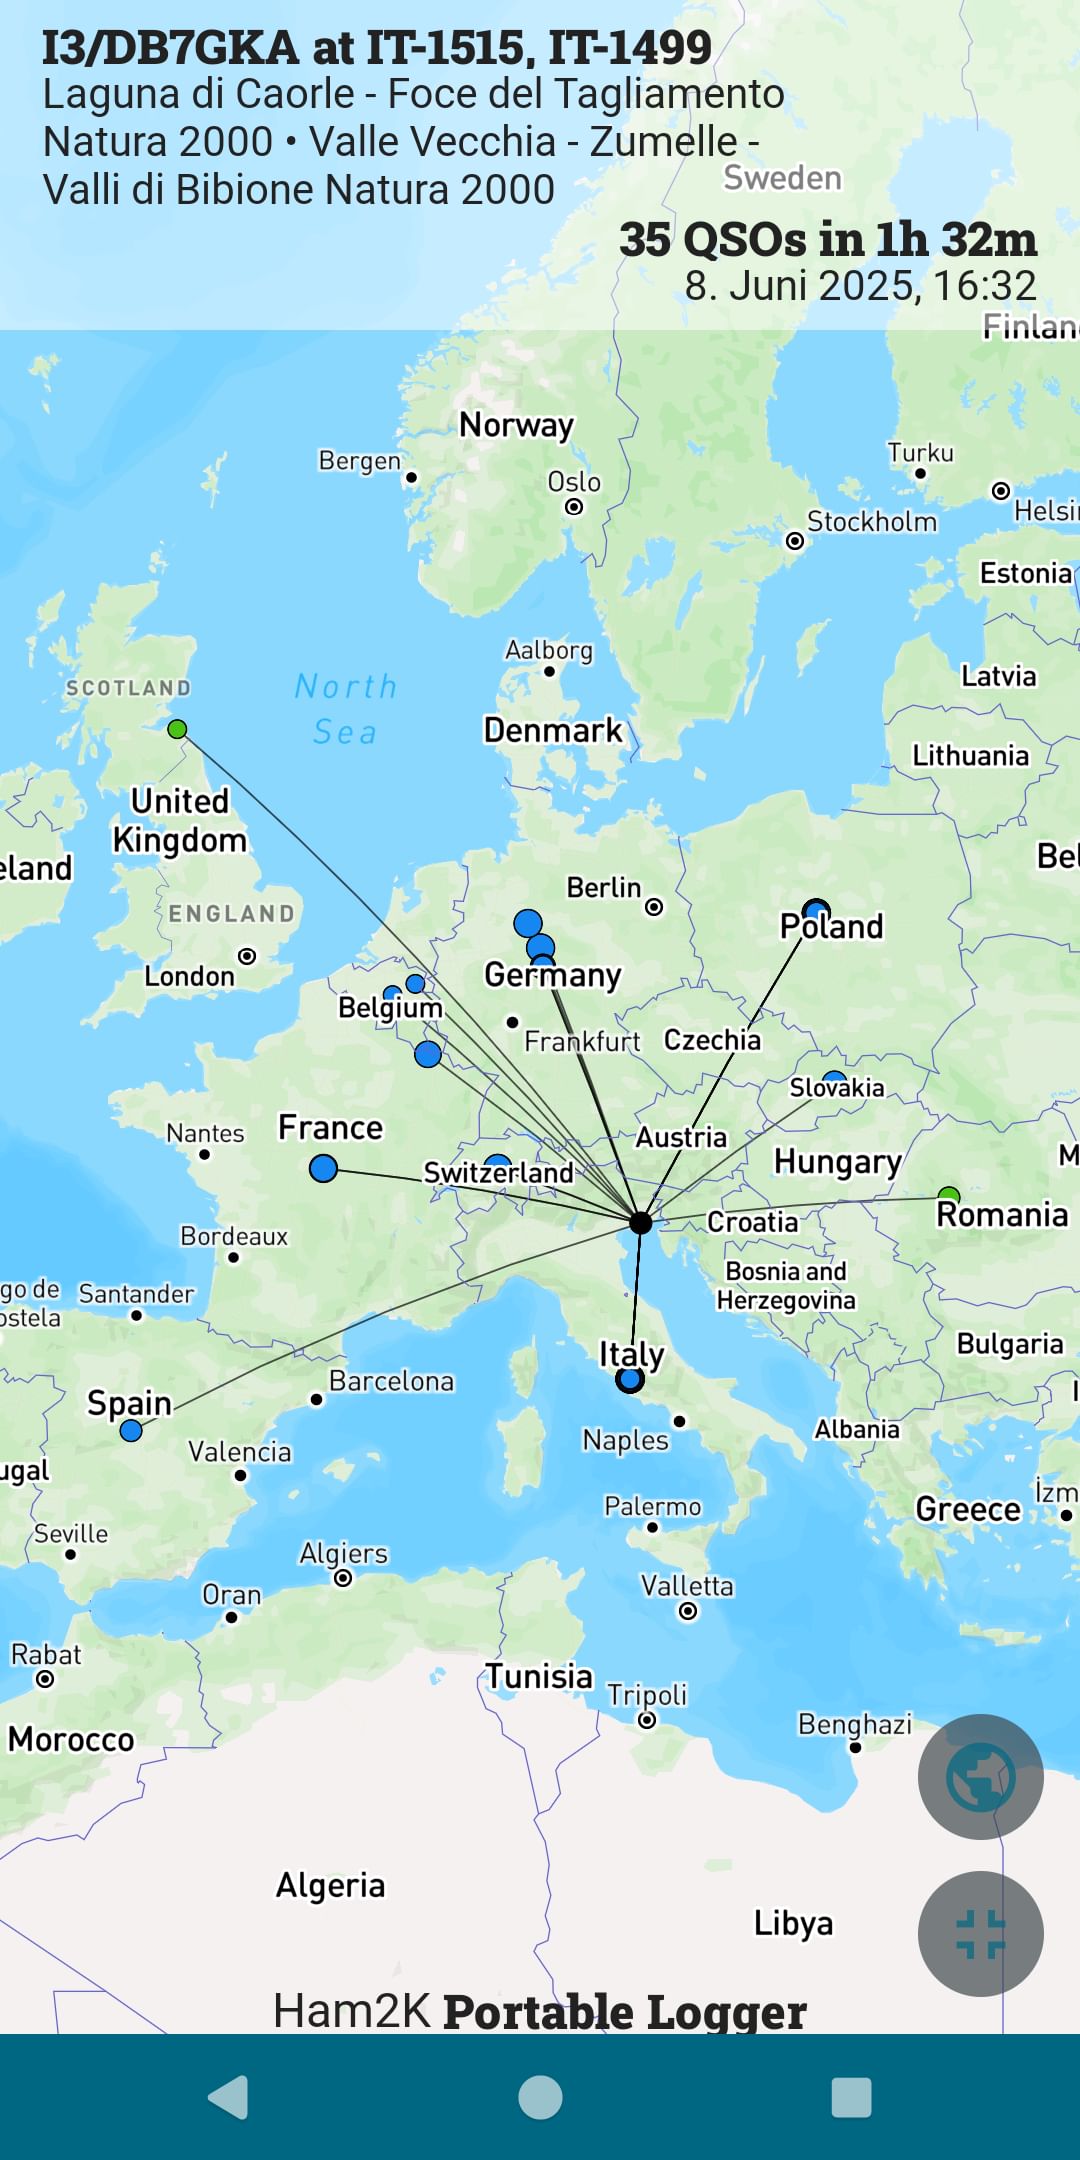 I3/DB7GKA at IT-1515, IT-1499
Laguna di Caorle - Foce del Tagliamento
Natura 2000 • Valle Vecchia - Zumelle -
Valli di Bibione Natura 2000
Sweden
35 QSOs in 1h 32m
8. Juni 2025, 16:32
Finlan
Norway
Bergen
Oslo
Turku
Helsin
Stockholm
Estonia
Aalborg
SCOTLAND
North
Sea
Latvia
Denmark
Lithuania
United
Kingdom
eland
Bel
Berlin
ENGLAND
Poland
London
Germany
Belgium
Frankfurt
Czechia
Slovakia
France
Nantes
Austria
Switzerland
Hungary
M
Romania
Croatia
Bordeaux
Bosnia and
Herzegovina
go de
ostela
Santander
Bulgaria
Italy
Barcelona
Spain
Albania
Naples
Valencia
ugal
Palermo
Greece
İzm
Seville
Algiers
Valletta
Oran
Rabat
Tunisia
Tripoli
Morocco
Benghazi
Algeria
Libya
Ham2K Portable Logger